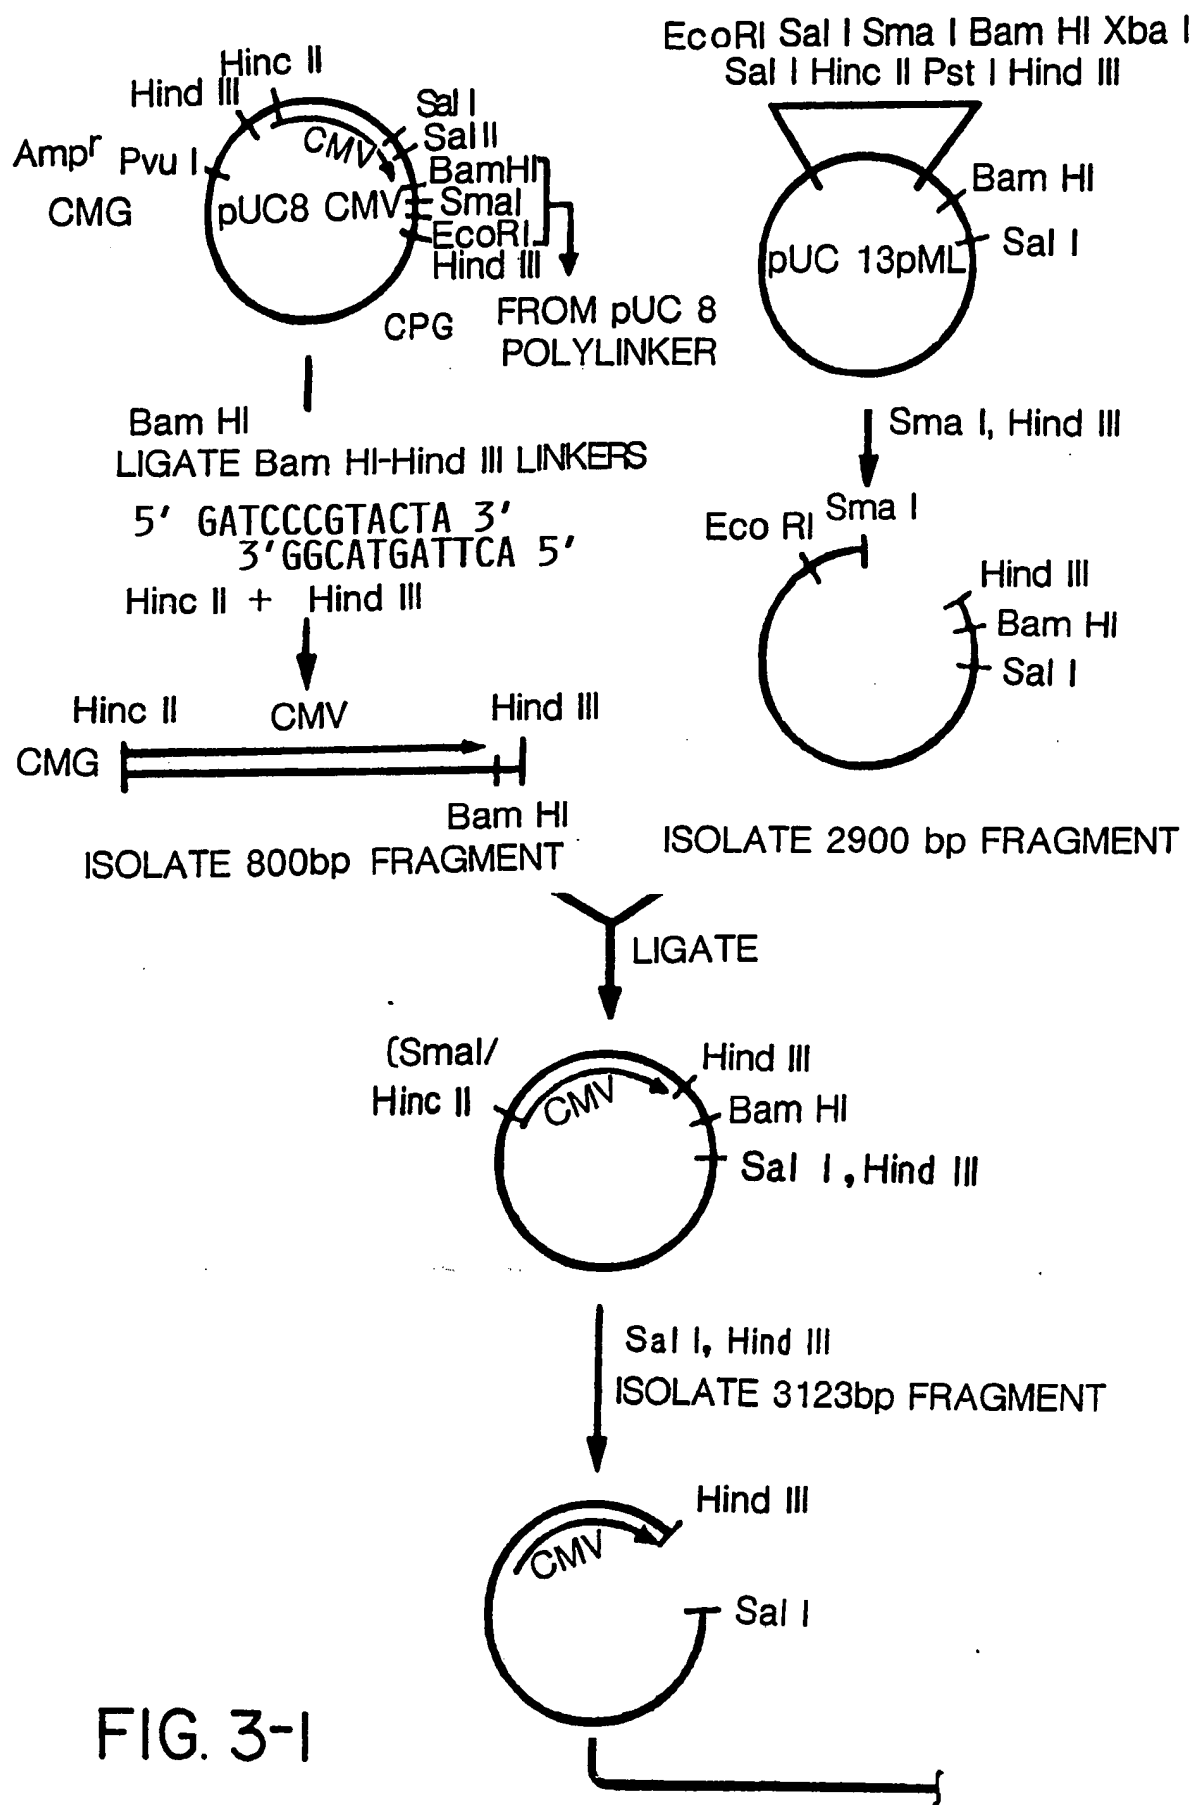 Hinc II
Hind III
Ampr Pvu I
CMG
CMV
pUC8 CMV
Sal I
Sal II
BamHI
SmaI
EcoRI
Hind III
CPG
FROM pUC 8
POLYLINKER
EcoRI Sal I Sma I Bam HI Xba I
Sal I Hinc II Pst I Hind III
Bam HI
Sal I
pUC 13pML
Bam HI
LIGATE Bam HI-Hind III LINKERS
5' GATCCCGTACTA 3'
3'GGCATGATTCA 5'
Hinc II + Hind III
Sma I, Hind III
Eco RI
Sma I
Hind III
Bam HI
Sal I
Hinc II
CMV
Hind III
CMG
Bam HI
ISOLATE 800bp FRAGMENT
ISOLATE 2900 bp FRAGMENT
LIGATE
(SmaI/
Hinc II
CMV
Hind III
Bam HI
Sal I , Hind III
Sal I, Hind III
ISOLATE 3123bp FRAGMENT
Hind III
CMV
Sal I
FIG. 3-1